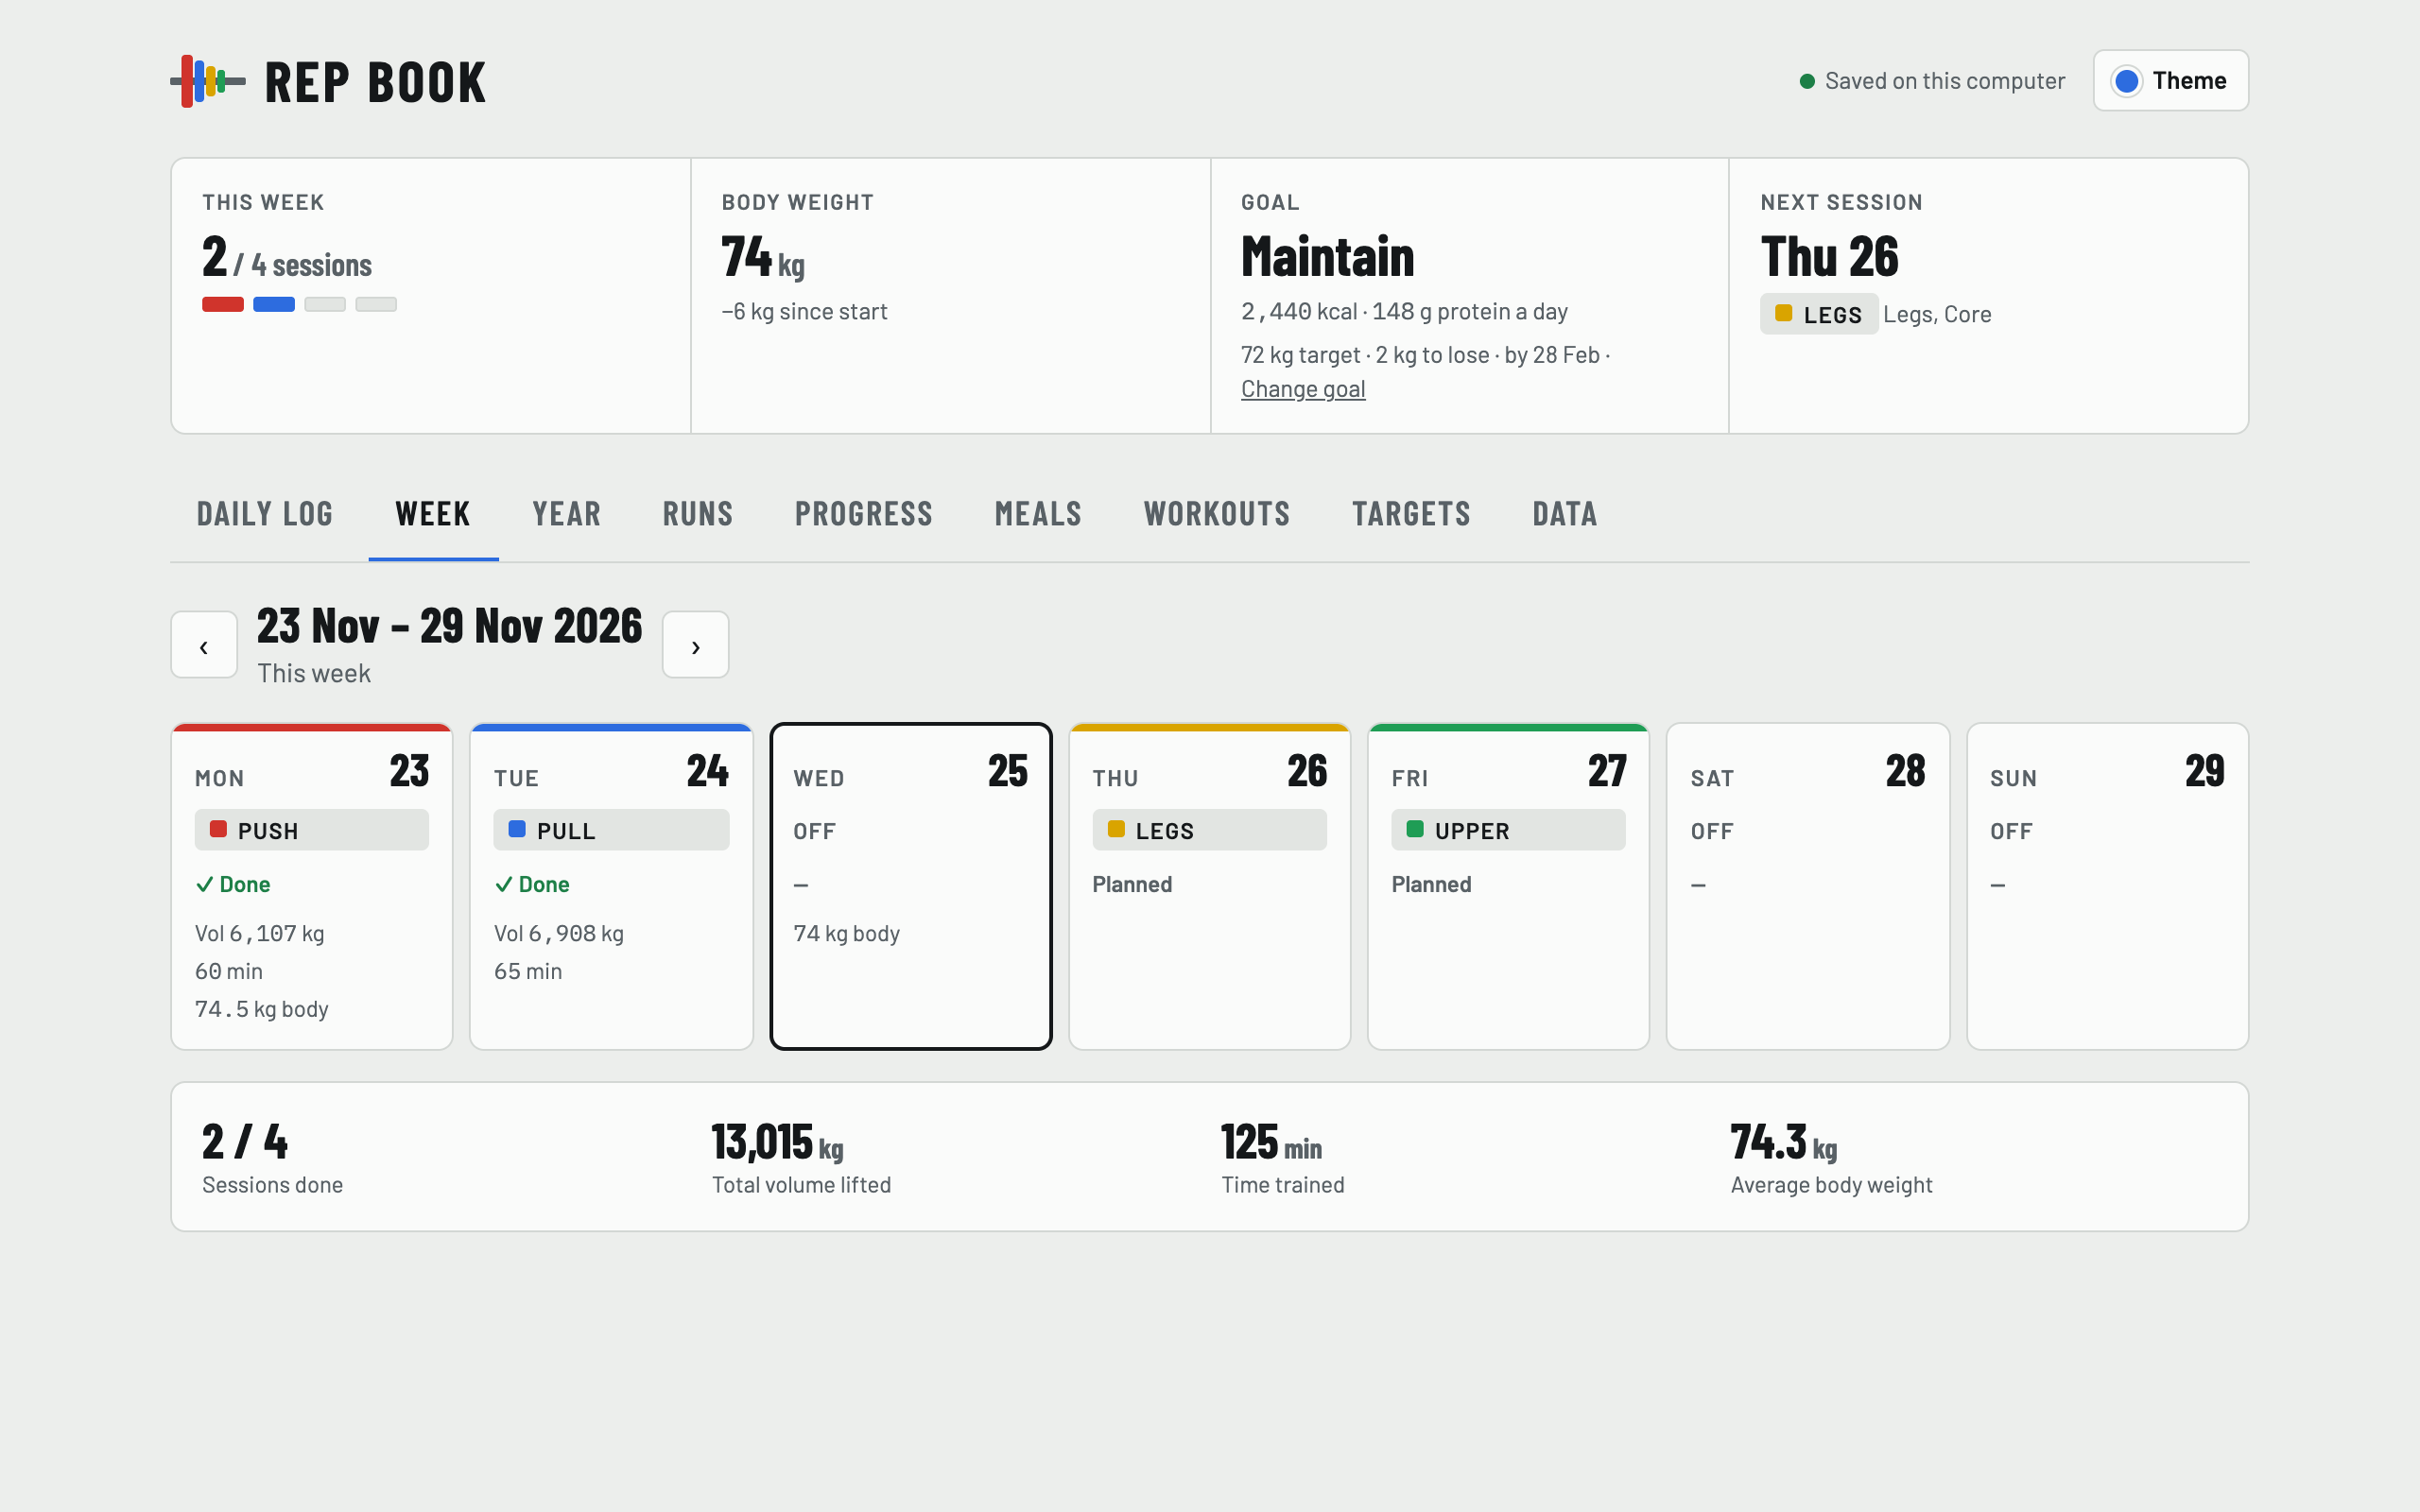 REP BOOK
Saved on this computer
Theme
THIS WEEK
2 / 4 sessions
BODY WEIGHT
74 kg
−6 kg since start
GOAL
Maintain
2,440 kcal · 148 g protein a day
72 kg target · 2 kg to lose · by 28 Feb ·
Change goal
NEXT SESSION
Thu 26
LEGS Legs, Core
DAILY LOG WEEK YEAR RUNS PROGRESS MEALS WORKOUTS TARGETS DATA
‹
23 Nov – 29 Nov 2026
This week
›
MON 23
PUSH
✓ Done
Vol 6,107 kg
60 min
74.5 kg body
TUE 24
PULL
✓ Done
Vol 6,908 kg
65 min
WED 25
OFF
–
74 kg body
THU 26
LEGS
Planned
FRI 27
UPPER
Planned
SAT 28
OFF
–
SUN 29
OFF
–
2 / 4
Sessions done
13,015 kg
Total volume lifted
125 min
Time trained
74.3 kg
Average body weight